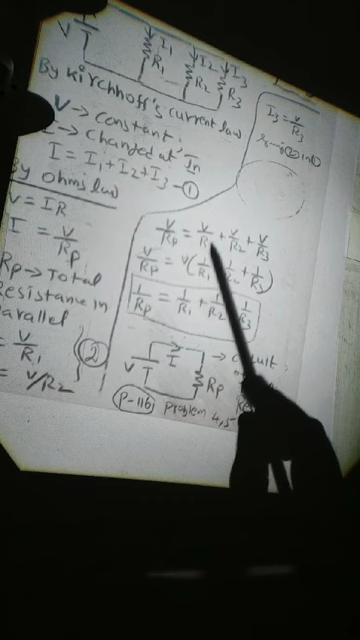 V
I1
R1
I2
R2
I3
R3
By Kirchhoff's current law
V → Constant.
I → Changed at In
I = I1 + I2 + I3 — ①
By ohms law
V = IR
I = V/Rp
Rp → Total
Resistance in
Parallel
= V/R1
= V/R2
②
I3 = V/R3
V/Rp = V/R1 + V/R2 + V/R3
V/Rp = V(1/R1 + 1/R2 + 1/R3)
1/Rp = 1/R1 + 1/R2 + 1/R3
V
I
Rp
P-116
Problem 4,5